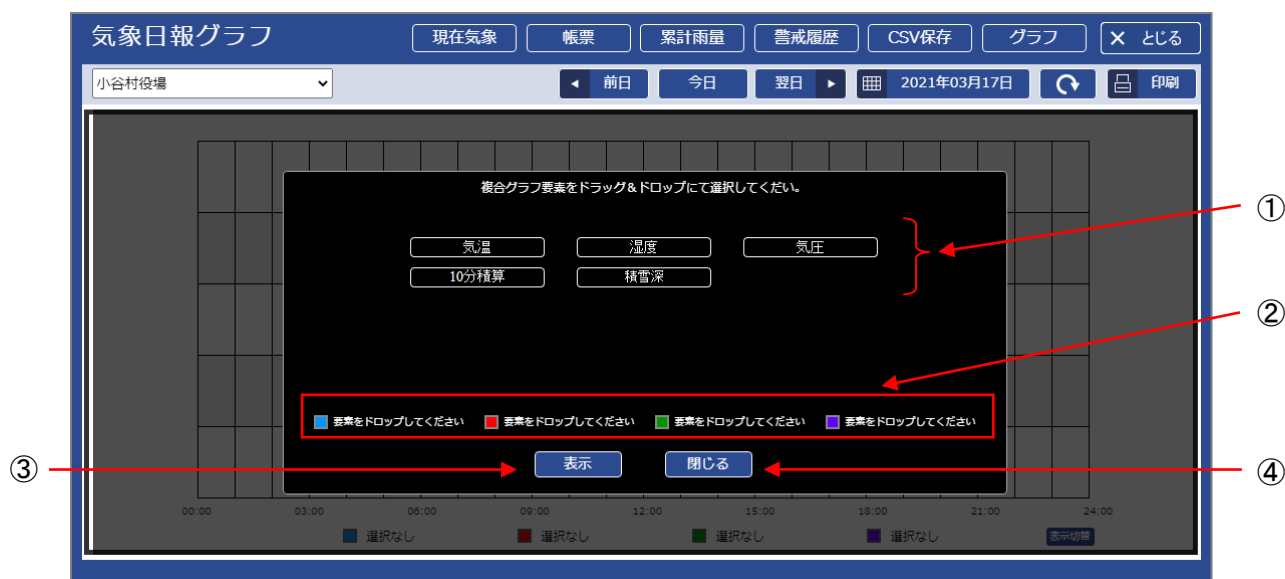 気象日報グラフ
現在気象 帳票 累計雨量 警戒履歴 CSV保存 グラフ × とじる
小谷村役場 前日 今日 翌日 2021年03月17日 印刷
複合グラフ要素をドラッグ&ドロップにて選択してくだい。
①
気温 湿度 気圧
10分積算 積雪深
②
要素をドロップしてください 要素をドロップしてください 要素をドロップしてください 要素をドロップしてください
③ 表示 閉じる ④
00:00 03:00 06:00 09:00 12:00 15:00 18:00 21:00 24:00
選択なし 選択なし 選択なし 選択なし 表示切替